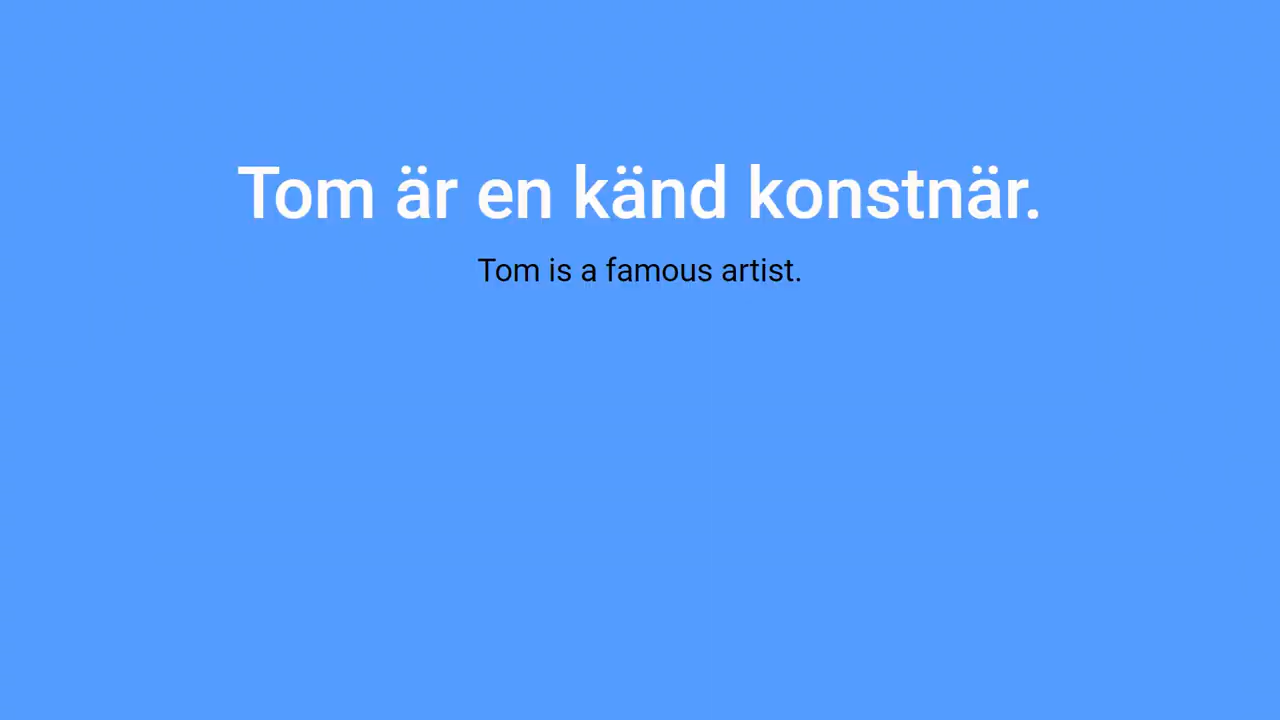 Tom är en känd konstnär.
Tom is a famous artist.